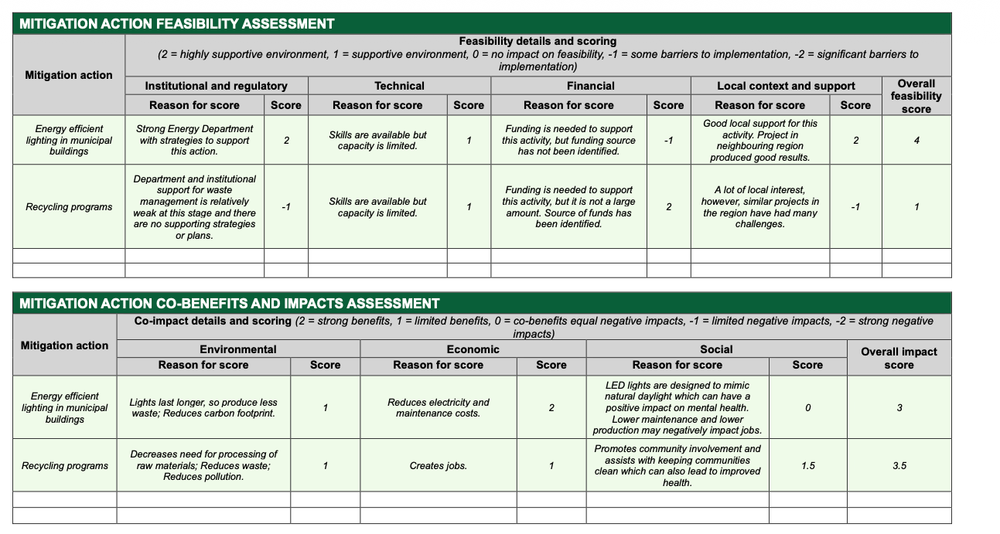 MITIGATION ACTION FEASIBILITY ASSESSMENT
Mitigation action
Feasibility details and scoring
(2 = highly supportive environment, 1 = supportive environment, 0 = no impact on feasibility, -1 = some barriers to implementation, -2 = significant barriers to
implementation)
Institutional and regulatory
Technical
Financial
Local context and support
Overall
feasibility
score
Reason for score
Score
Reason for score
Score
Reason for score
Score
Reason for score
Score
Energy efficient
lighting in municipal
buildings
Strong Energy Department
with strategies to support
this action.
2
Skills are available but
capacity is limited.
1
Funding is needed to support
this activity, but funding source
has not been identified.
-1
Good local support for this
activity. Project in
neighbouring region
produced good results.
2
4
Recycling programs
Department and institutional
support for waste
management is relatively
weak at this stage and there
are no supporting strategies
or plans.
-1
Skills are available but
capacity is limited.
1
Funding is needed to support
this activity, but it is not a large
amount. Source of funds has
been identified.
2
A lot of local interest,
however, similar projects in
the region have had many
challenges.
-1
1
MITIGATION ACTION CO-BENEFITS AND IMPACTS ASSESSMENT
Mitigation action
Co-impact details and scoring (2 = strong benefits, 1 = limited benefits, 0 = co-benefits equal negative impacts, -1 = limited negative impacts, -2 = strong negative
impacts)
Environmental
Economic
Social
Overall impact
score
Reason for score
Score
Reason for score
Score
Reason for score
Score
Energy efficient
lighting in municipal
buildings
Lights last longer, so produce less
waste; Reduces carbon footprint.
1
Reduces electricity and
maintenance costs.
2
LED lights are designed to mimic
natural daylight which can have a
positive impact on mental health.
Lower maintenance and lower
production may negatively impact jobs.
0
3
Recycling programs
Decreases need for processing of
raw materials; Reduces waste;
Reduces pollution.
1
Creates jobs.
1
Promotes community involvement and
assists with keeping communities
clean which can also lead to improved
health.
1.5
3.5